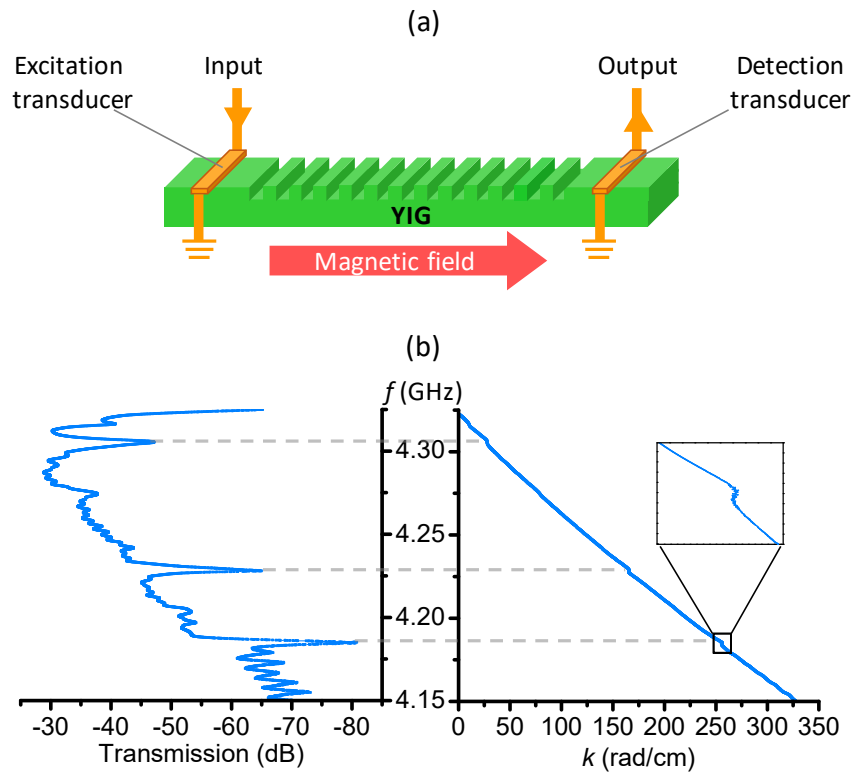 (a)
Excitation
transducer
Input
Output
Detection
transducer
YIG
Magnetic field
(b)
f (GHz)
4.30
4.25
4.20
4.15
-30 -40 -50 -60 -70 -80
Transmission (dB)
0 50 100 150 200 250 300 350
k (rad/cm)